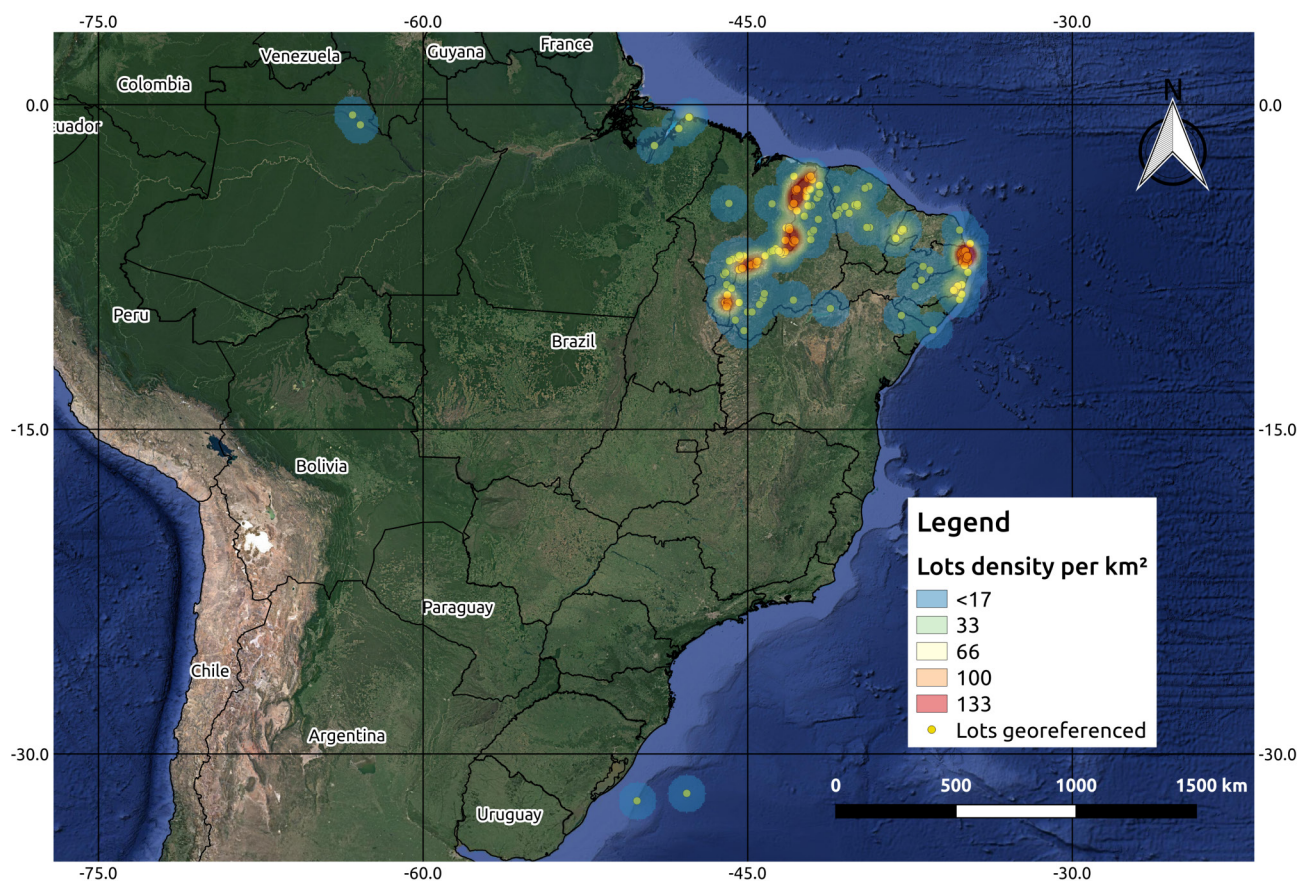 -75.0 -60.0 -45.0 -30.0
Venezuela
Guyana
France
Colombia
N
0.0 0.0
cuador
Peru
Brazil
-15.0 -15.0
Bolivia
Legend
Lots density per km²
<17
33
66
100
133
Lots georeferenced
Paraguay
Chile
Argentina
-30.0 -30.0
0 500 1000 1500 km
Uruguay
-75.0 -60.0 -45.0 -30.0